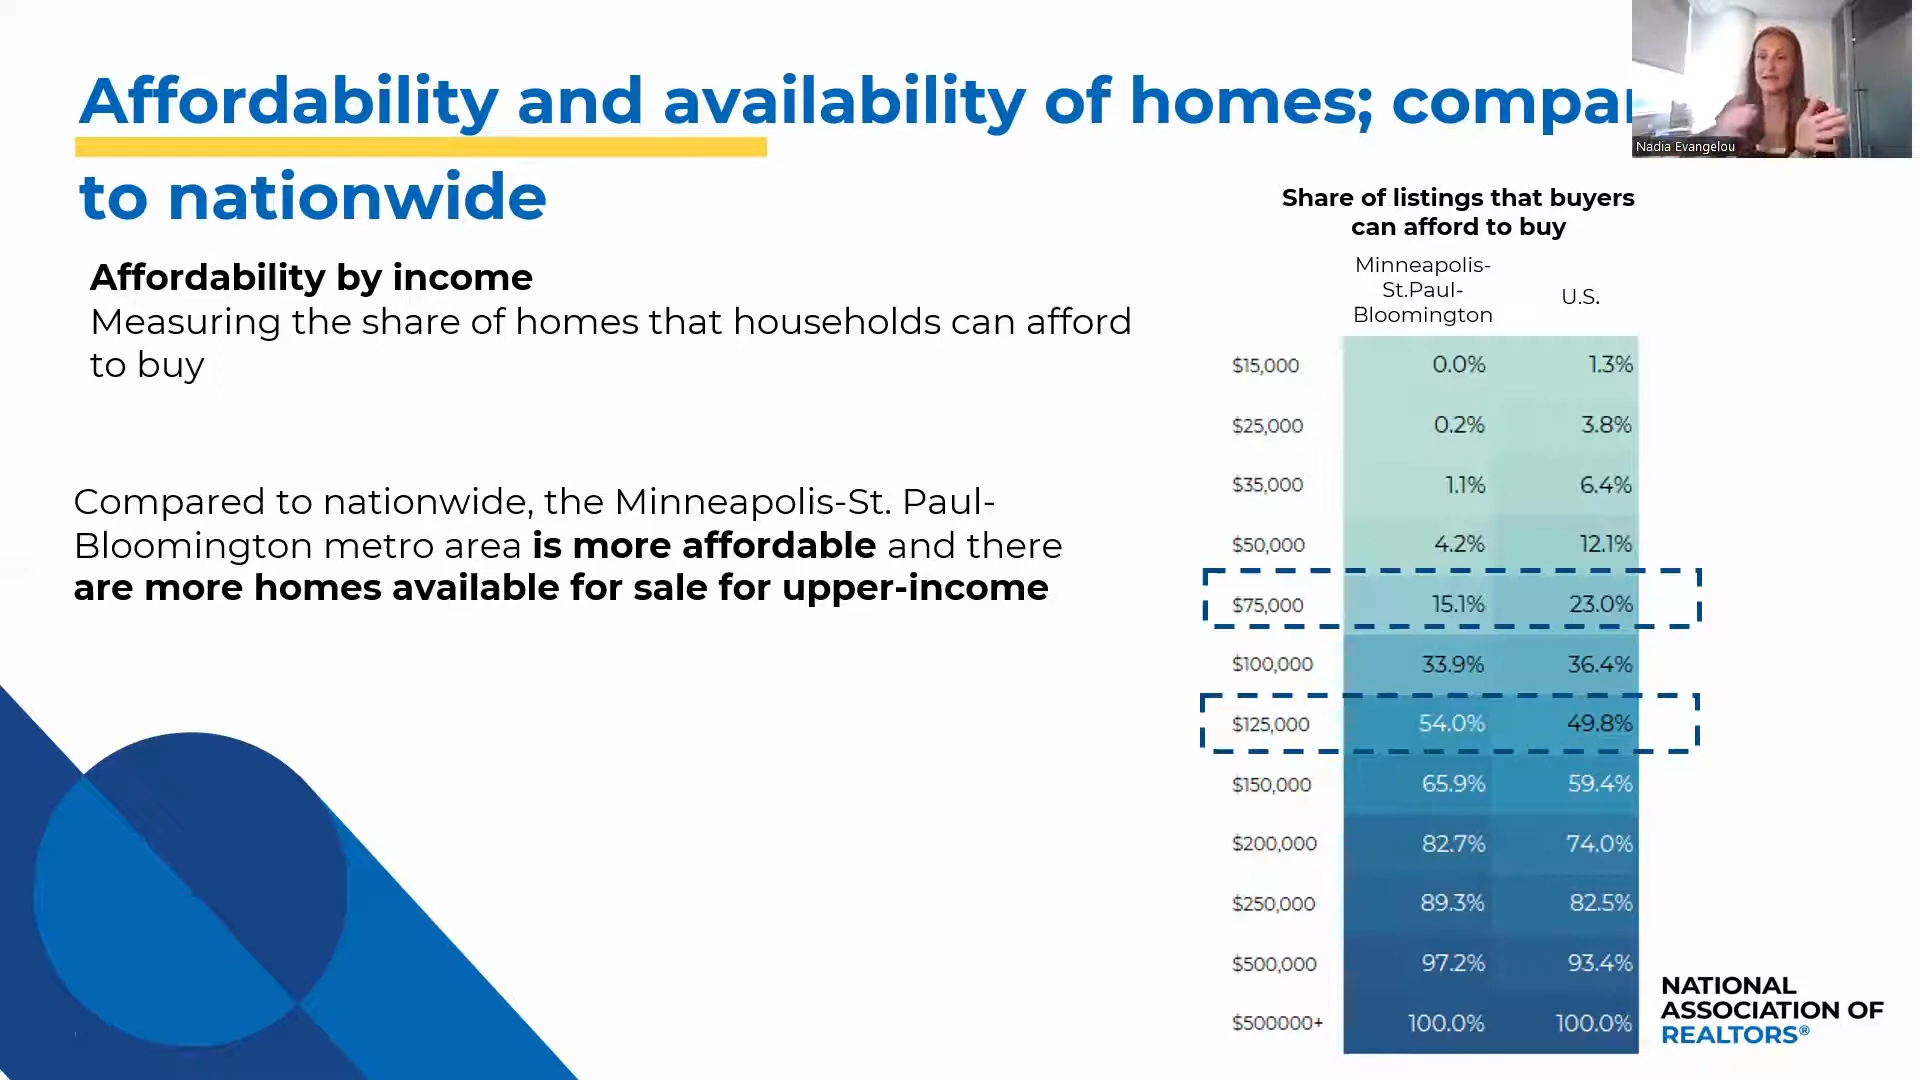 Affordability and availability of homes;
to nationwide
Nadia Evangelou
Affordability by income
Measuring the share of homes that households can afford
to buy
Compared to nationwide, the Minneapolis-St. Paul-
Bloomington metro area is more affordable and there
are more homes available for sale for upper-income
Share of listings that buyers
can afford to buy
Minneapolis-
St.Paul-
Bloomington
U.S.
$15,000 0.0% 1.3%
$25,000 0.2% 3.8%
$35,000 1.1% 6.4%
$50,000 4.2% 12.1%
$75,000 15.1% 23.0%
$100,000 33.9% 36.4%
$125,000 54.0% 49.8%
$150,000 65.9% 59.4%
$200,000 82.7% 74.0%
$250,000 89.3% 82.5%
$500,000 97.2% 93.4%
$500000+ 100.0% 100.0%
NATIONAL
ASSOCIATION OF
REALTORS®